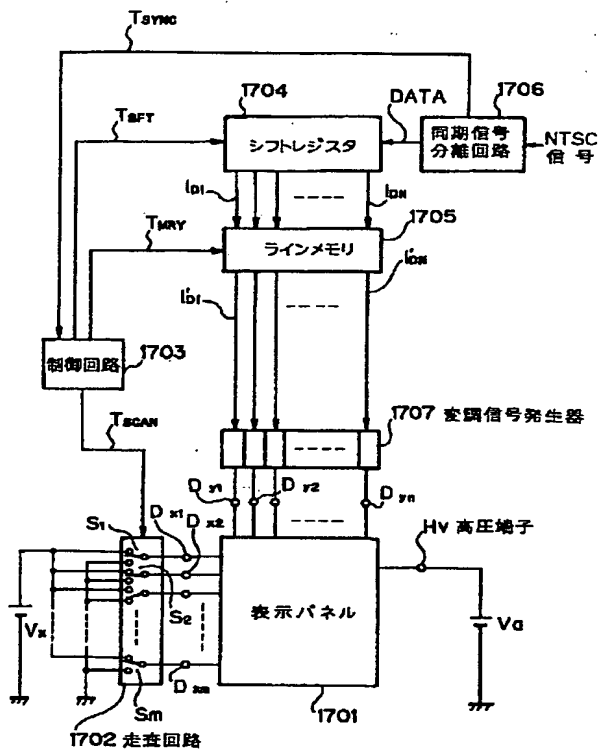 TSYNC
1704
DATA
1706
TSFT
シフトレジスタ
同期信号
分離回路
NTSC
信号
ID1
IDN
1705
TMRY
ラインメモリ
I'D1
I'DN
制御回路
1703
1707 変調信号発生器
TSCAN
Dy1
Dy2
Dyn
S1
Dx1
Dx2
Hv 高圧端子
S2
表示パネル
Vx
Va
Sm
Dxm
1701
1702 走査回路